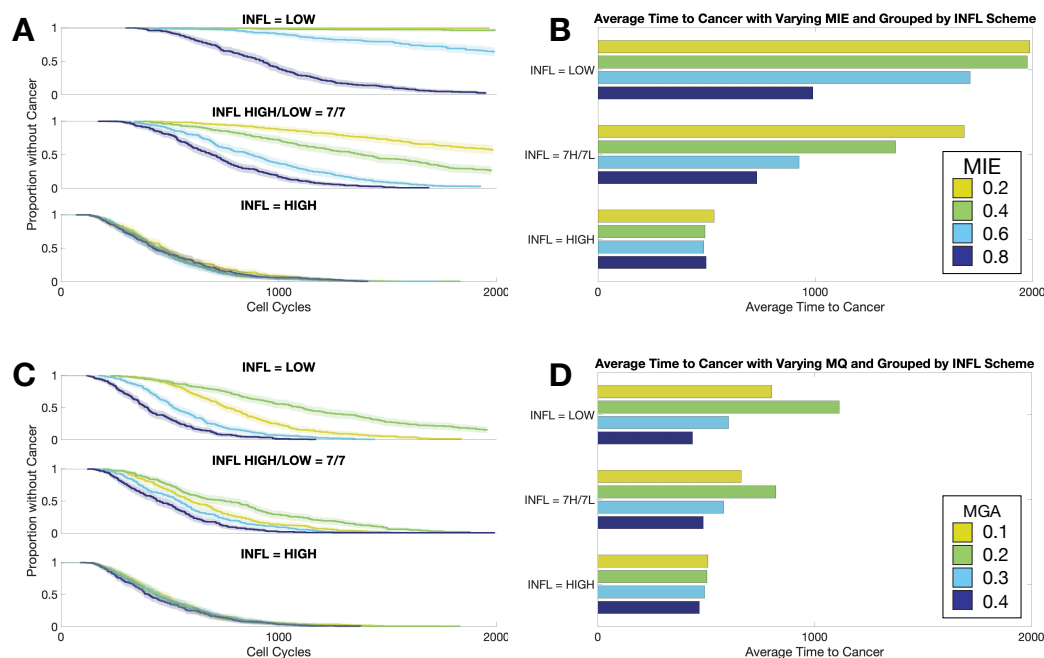 A
INFL = LOW
1
0.5
0
INFL HIGH/LOW = 7/7
1
0.5
0
INFL = HIGH
1
0.5
0
0
1000
2000
Proportion without Cancer
Cell Cycles
B
Average Time to Cancer with Varying MIE and Grouped by INFL Scheme
INFL = LOW
INFL = 7H/7L
INFL = HIGH
MIE
0.2
0.4
0.6
0.8
0
1000
2000
Average Time to Cancer
C
INFL = LOW
1
0.5
0
INFL HIGH/LOW = 7/7
1
0.5
0
INFL = HIGH
1
0.5
0
0
1000
2000
Proportion without Cancer
Cell Cycles
D
Average Time to Cancer with Varying MQ and Grouped by INFL Scheme
INFL = LOW
INFL = 7H/7L
INFL = HIGH
MGA
0.1
0.2
0.3
0.4
0
1000
2000
Average Time to Cancer